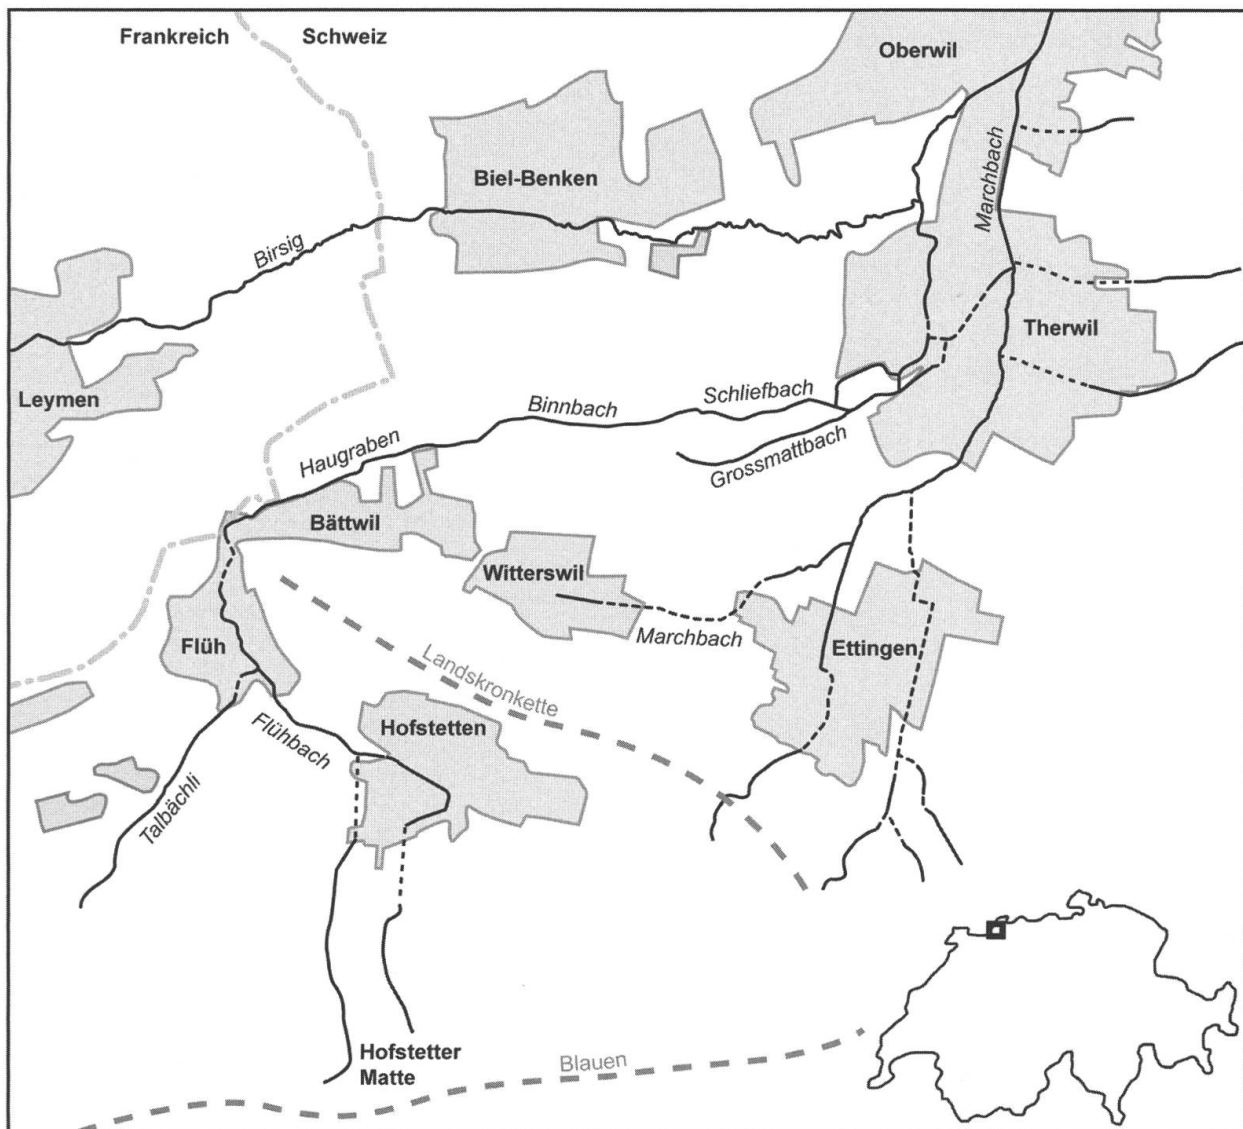 Frankreich
Schweiz
Oberwil
Biel-Benken
Marchbach
Birsig
Therwil
Leymen
Schliefbach
Binnbach
Haugraben
Grossmattbach
Bättwil
Witterswil
Marchbach
Flüh
Ettingen
Landskronkette
Hofstetten
Flühbach
Talbächli
Hofstetter
Matte
Blauen